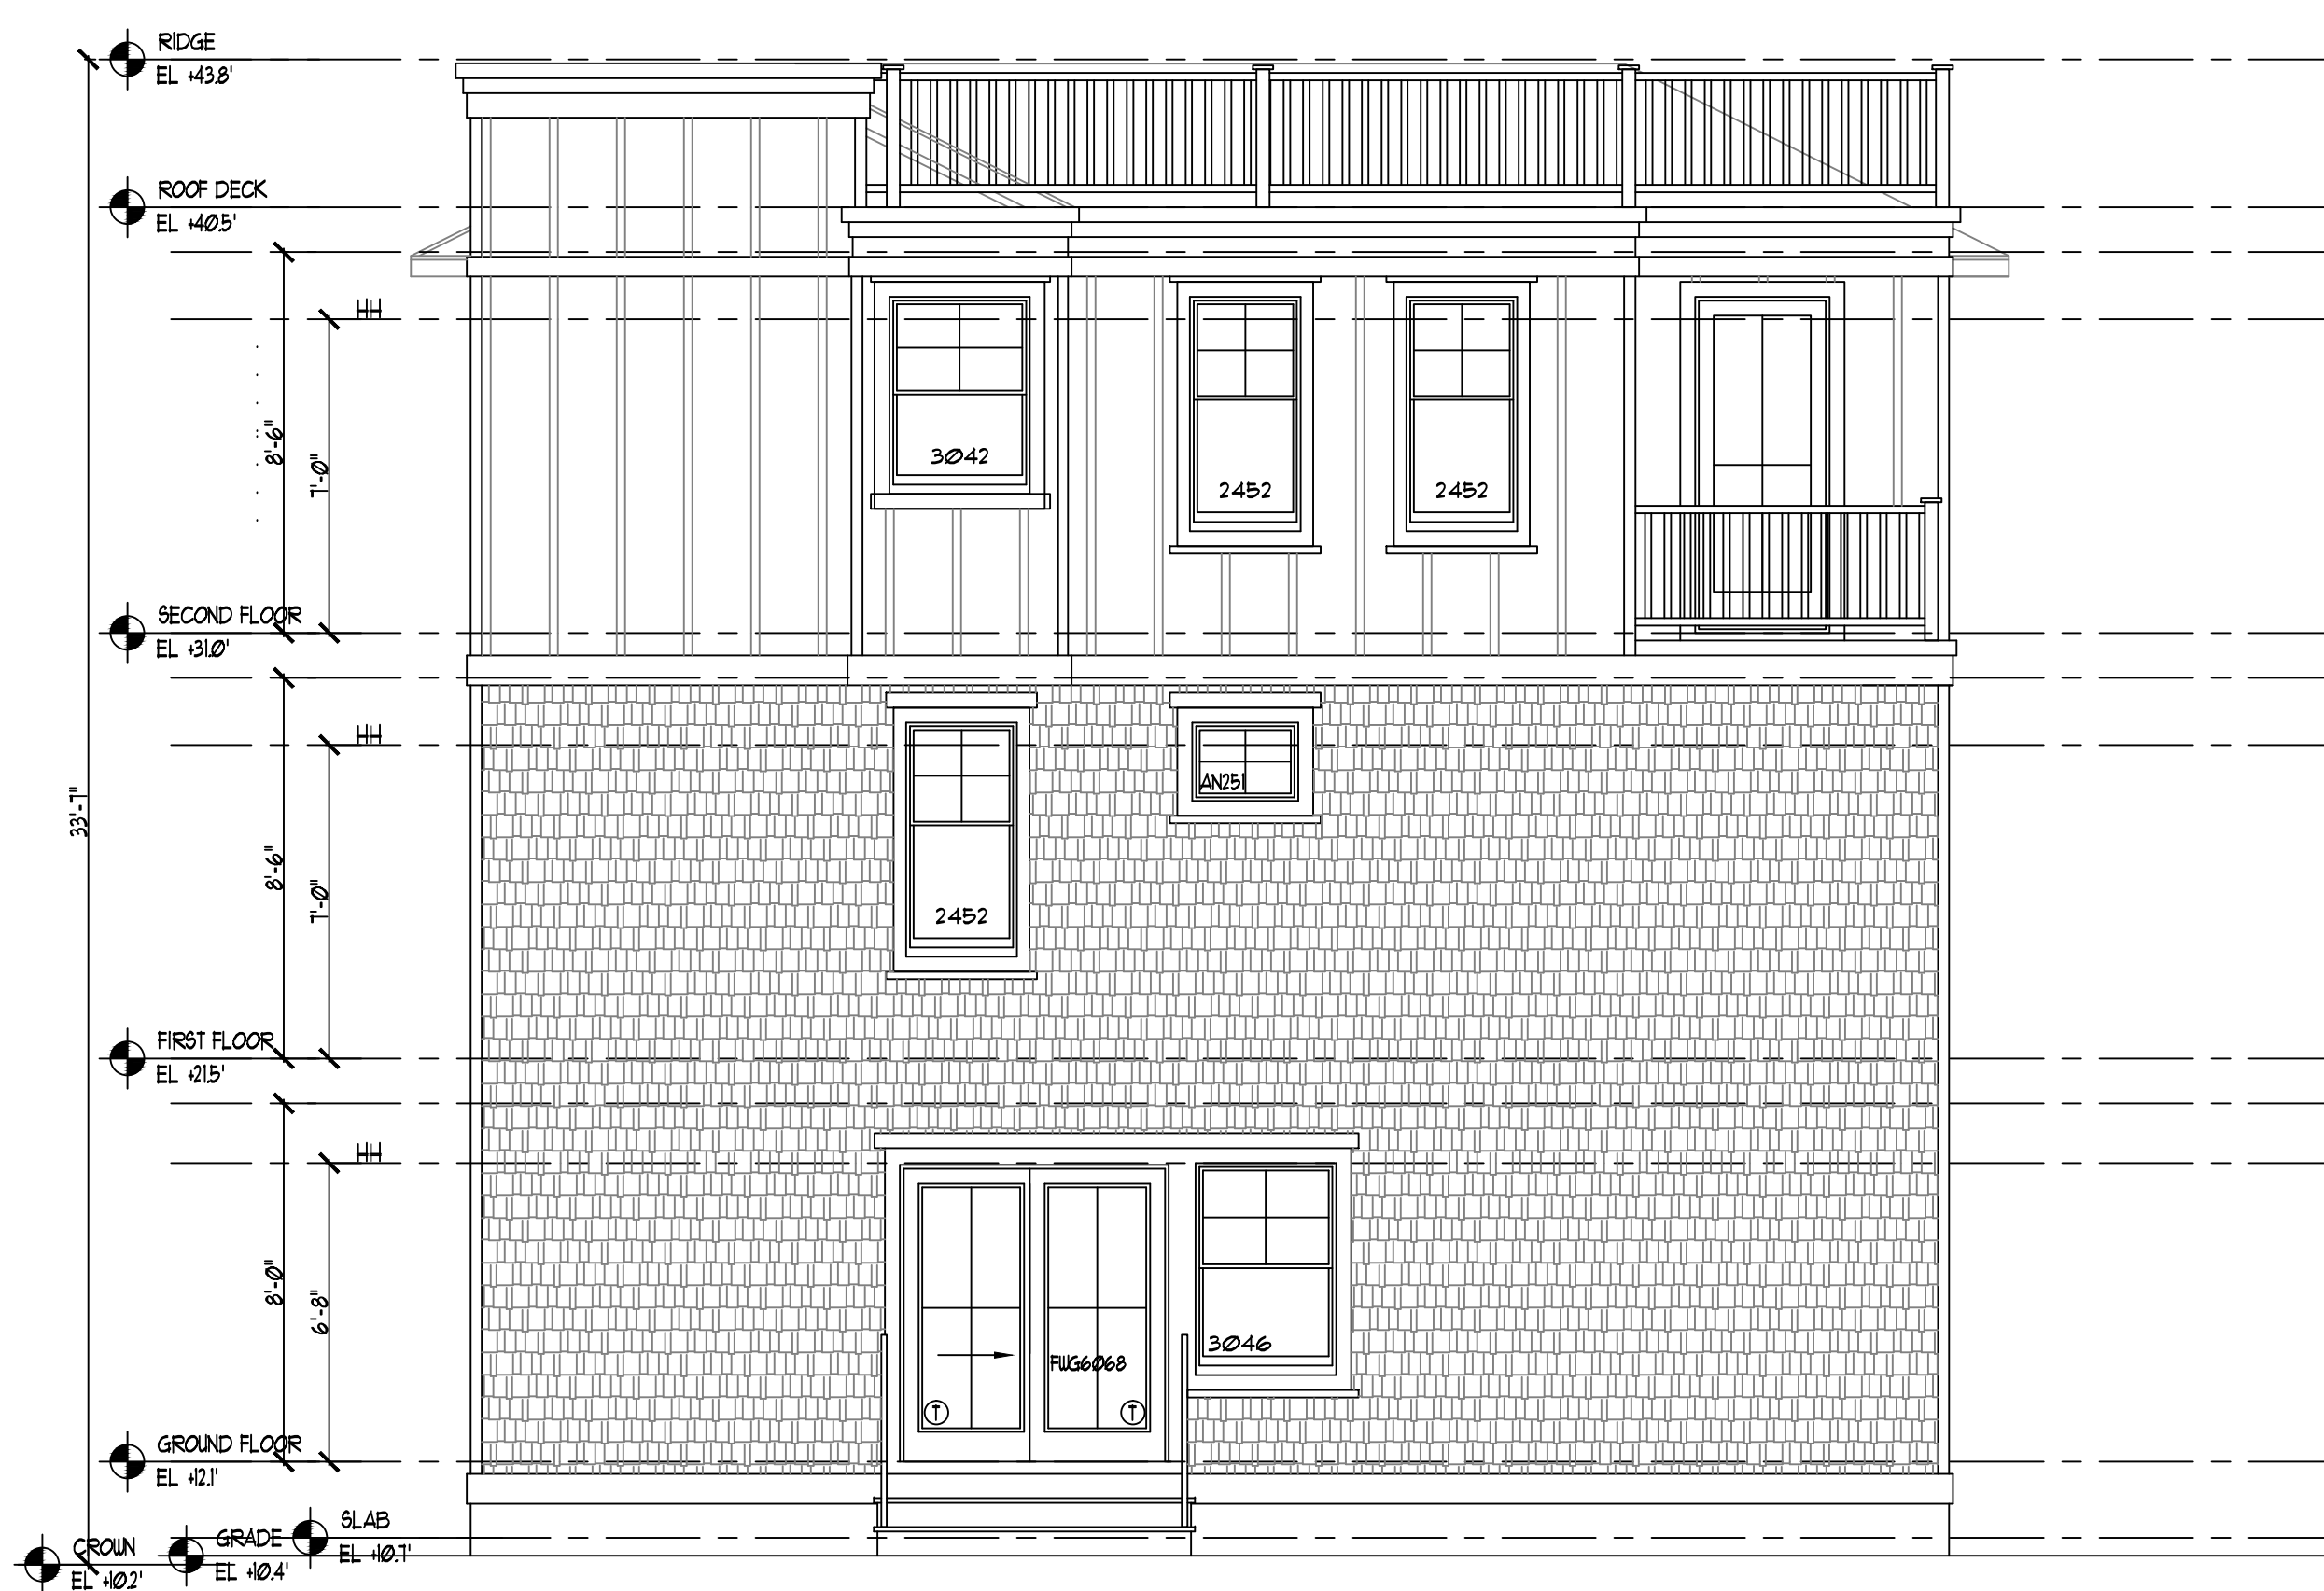 RIDGE
EL +43.8'
ROOF DECK
EL +40.5'
HH
8'-6"
7'-0"
3042
2452
2452
SECOND FLOOR
EL +31.0'
HH
AN251
33'-7"
8'-6"
7'-0"
2452
FIRST FLOOR
EL +21.5'
HH
8'-0"
6'-8"
3046
FWG6068
T
T
GROUND FLOOR
EL +12.1'
SLAB
EL +10.7'
GRADE
EL +10.4'
CROWN
EL +10.2'